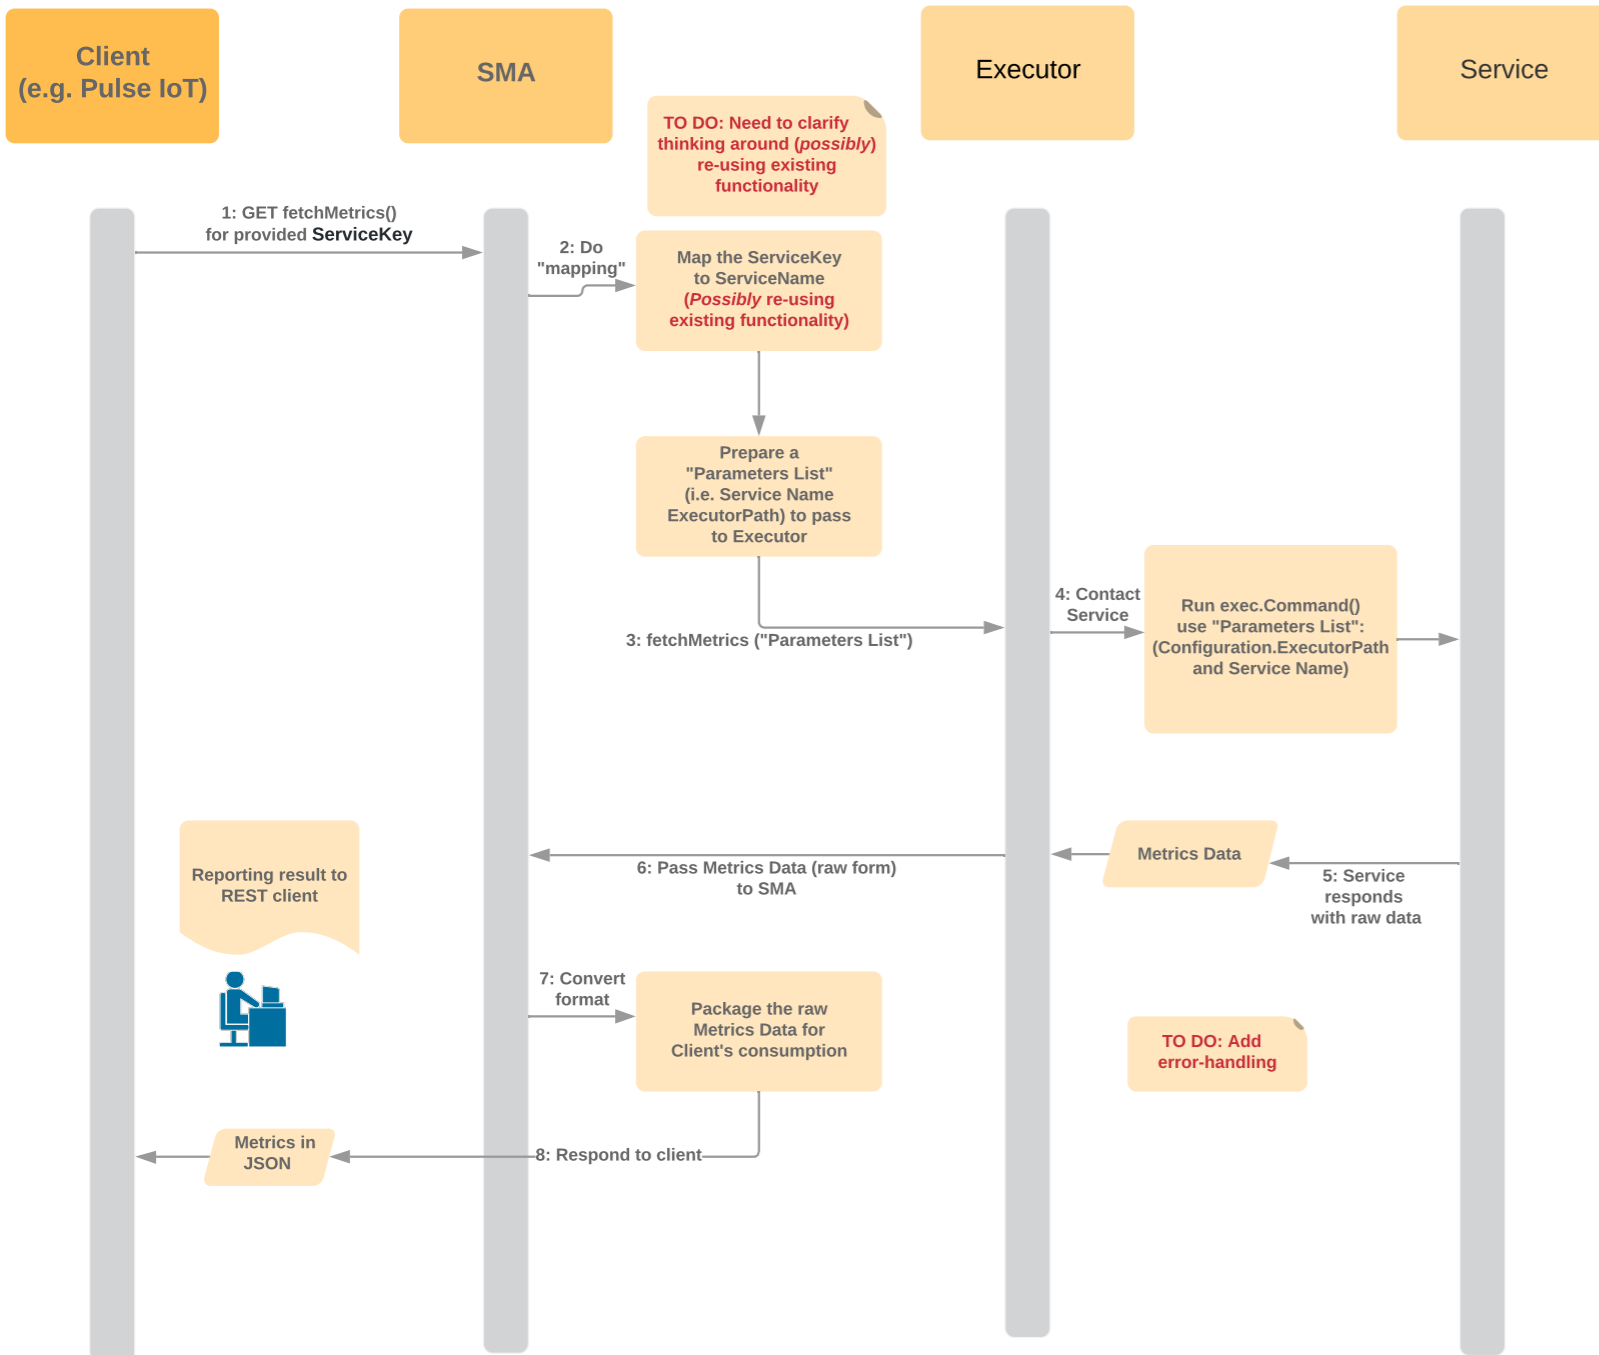 Client
(e.g. Pulse IoT)
SMA
Executor
Service
TO DO: Need to clarify
thinking around (possibly)
re-using existing
functionality
1: GET fetchMetrics()
for provided ServiceKey
2: Do
"mapping"
Map the ServiceKey
to ServiceName
(Possibly re-using
existing functionality)
Prepare a
"Parameters List"
(i.e. Service Name
ExecutorPath) to pass
to Executor
3: fetchMetrics ("Parameters List")
4: Contact
Service
Run exec.Command()
use "Parameters List":
(Configuration.ExecutorPath
and Service Name)
Metrics Data
5: Service
responds
with raw data
6: Pass Metrics Data (raw form)
to SMA
Reporting result to
REST client
7: Convert
format
Package the raw
Metrics Data for
Client's consumption
TO DO: Add
error-handling
8: Respond to client
Metrics in
JSON